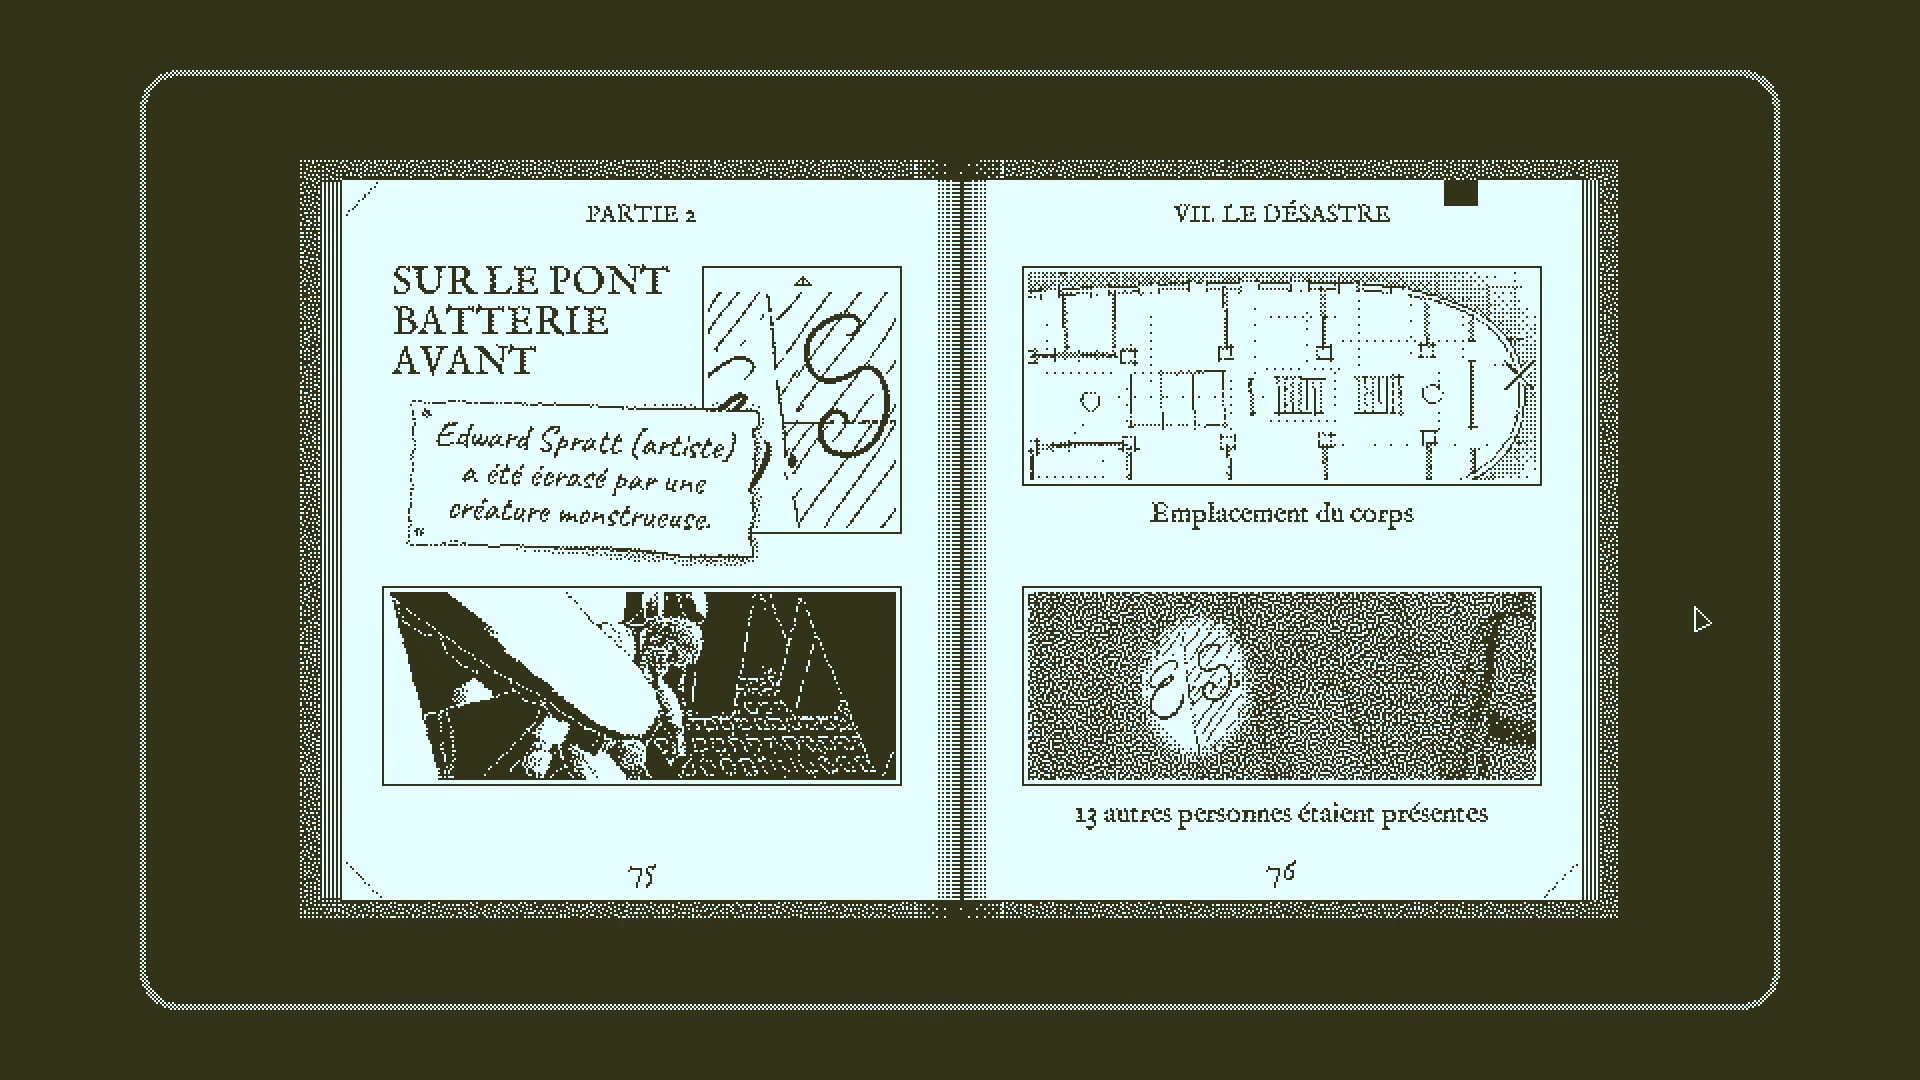 PARTIE 2
SUR LE PONT
BATTERIE
AVANT
Edward Spratt (artiste)
a été écrasé par une
créature monstrueuse.
75
VII. LE DÉSASTRE
Emplacement du corps
13 autres personnes étaient présentes
76